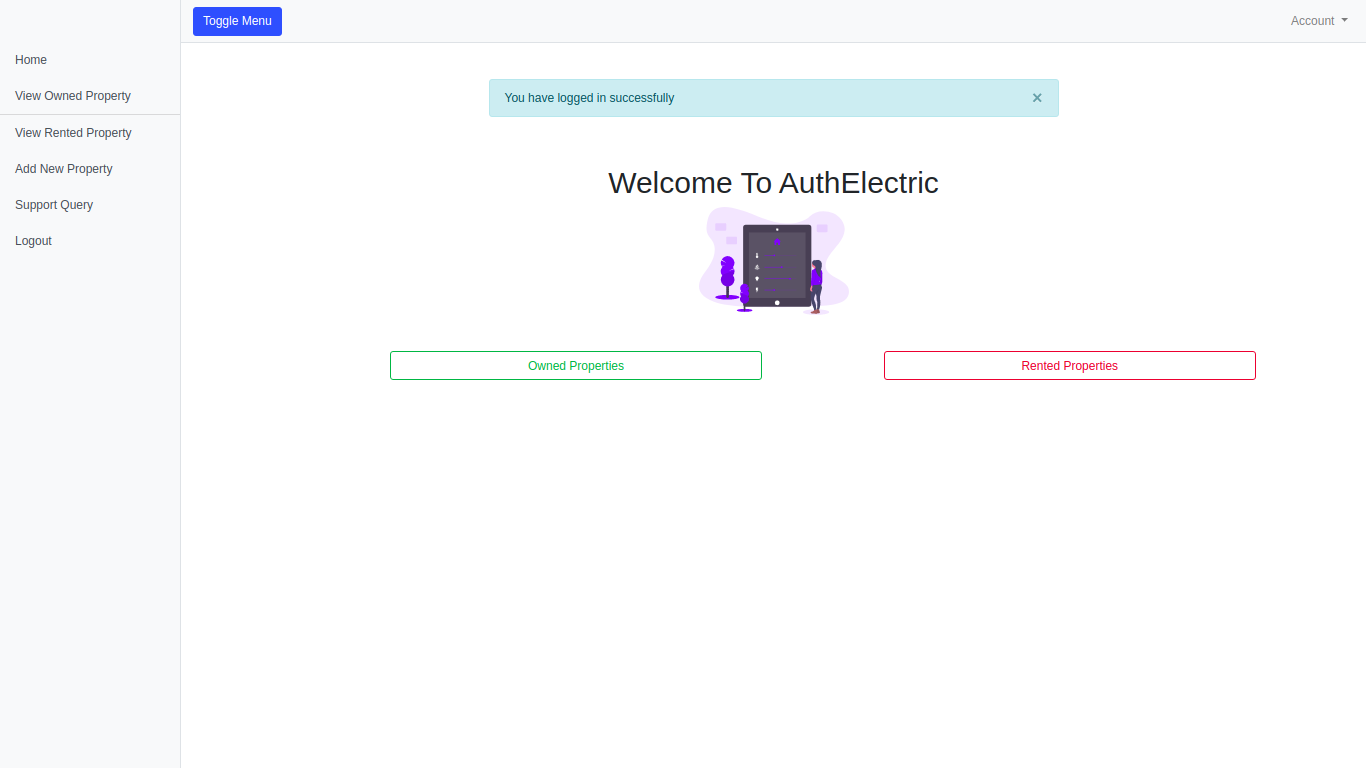 Toggle Menu
Account
Home
View Owned Property
View Rented Property
Add New Property
Support Query
Logout
You have logged in successfully
×
Welcome To AuthElectric
Owned Properties
Rented Properties